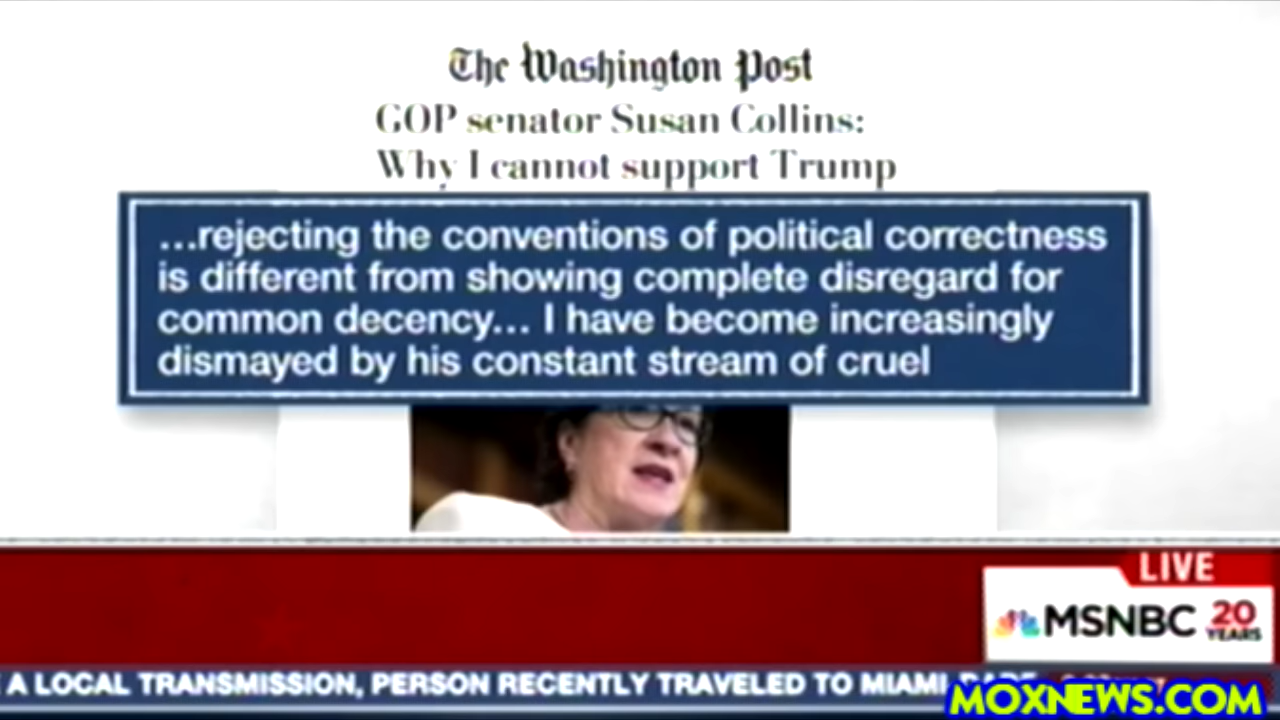 The Washington Post
GOP senator Susan Collins:
Why I cannot support Trump
...rejecting the conventions of political correctness
is different from showing complete disregard for
common decency... I have become increasingly
dismayed by his constant stream of cruel
LIVE
MSNBC 20
YEARS
A LOCAL TRANSMISSION, PERSON RECENTLY TRAVELED TO MIAMI
MOXNEWS.COM